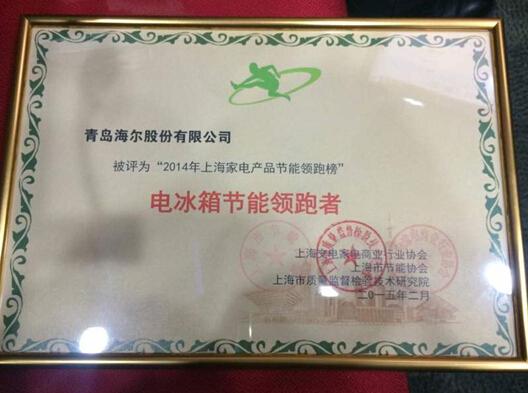 青岛海尔股份有限公司
被评为“2014年上海家电产品节能领跑榜”
电冰箱节能领跑者
上海交电家电商业行业协会
上海市节能协会
上海市质量监督检验技术研究院
二〇一五年二月